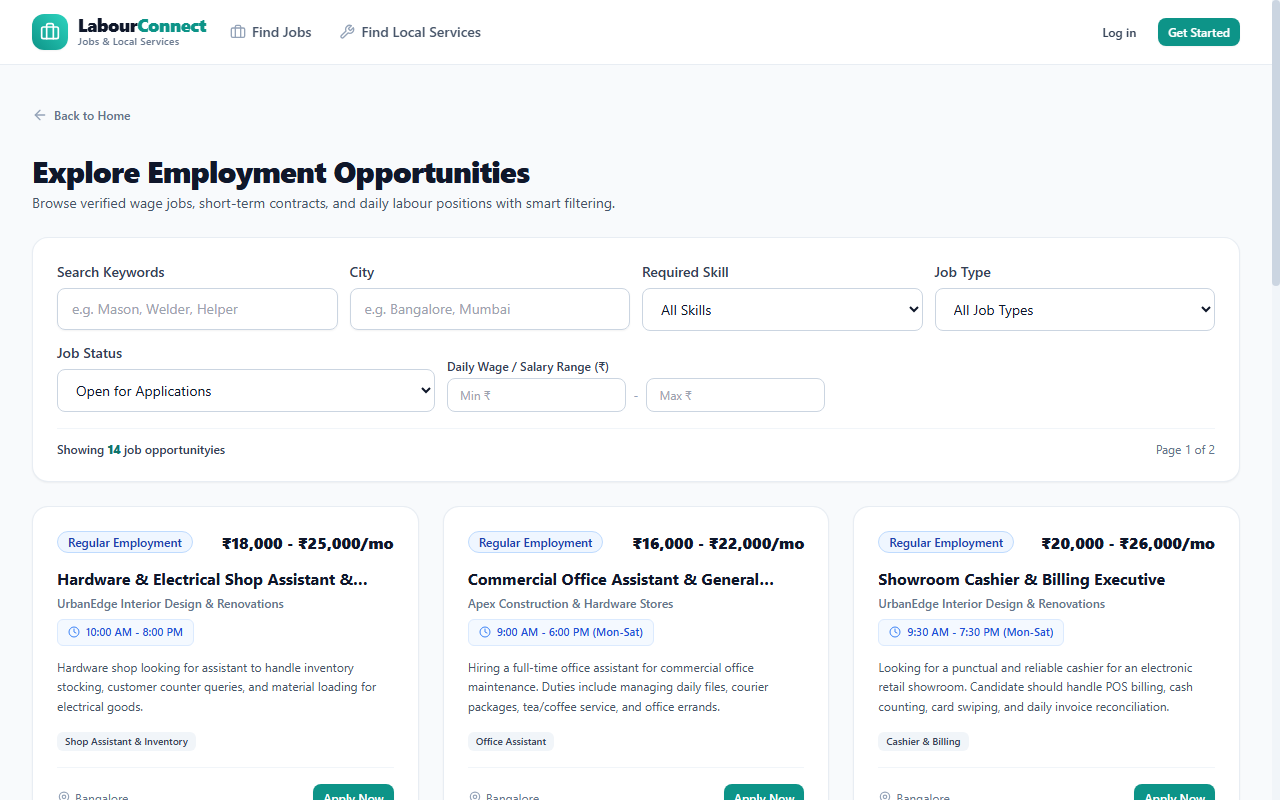 LabourConnect
Jobs & Local Services
Find Jobs
Find Local Services
Log in
Get Started
Back to Home
Explore Employment Opportunities
Browse verified wage jobs, short-term contracts, and daily labour positions with smart filtering.
Search Keywords
City
Required Skill
Job Type
e.g. Mason, Welder, Helper
e.g. Bangalore, Mumbai
All Skills
All Job Types
Job Status
Daily Wage / Salary Range (₹)
Open for Applications
Min ₹
-
Max ₹
Showing 14 job opportunityies
Page 1 of 2
Regular Employment
₹18,000 - ₹25,000/mo
Hardware & Electrical Shop Assistant &...
UrbanEdge Interior Design & Renovations
10:00 AM - 8:00 PM
Hardware shop looking for assistant to handle inventory
stocking, customer counter queries, and material loading for
electrical goods.
Shop Assistant & Inventory
Bangalore
Apply Now
Regular Employment
₹16,000 - ₹22,000/mo
Commercial Office Assistant & General...
Apex Construction & Hardware Stores
9:00 AM - 6:00 PM (Mon-Sat)
Hiring a full-time office assistant for commercial office
maintenance. Duties include managing daily files, courier
packages, tea/coffee service, and office errands.
Office Assistant
Bangalore
Apply Now
Regular Employment
₹20,000 - ₹26,000/mo
Showroom Cashier & Billing Executive
UrbanEdge Interior Design & Renovations
9:30 AM - 7:30 PM (Mon-Sat)
Looking for a punctual and reliable cashier for an electronic
retail showroom. Candidate should handle POS billing, cash
counting, card swiping, and daily invoice reconciliation.
Cashier & Billing
Bangalore
Apply Now